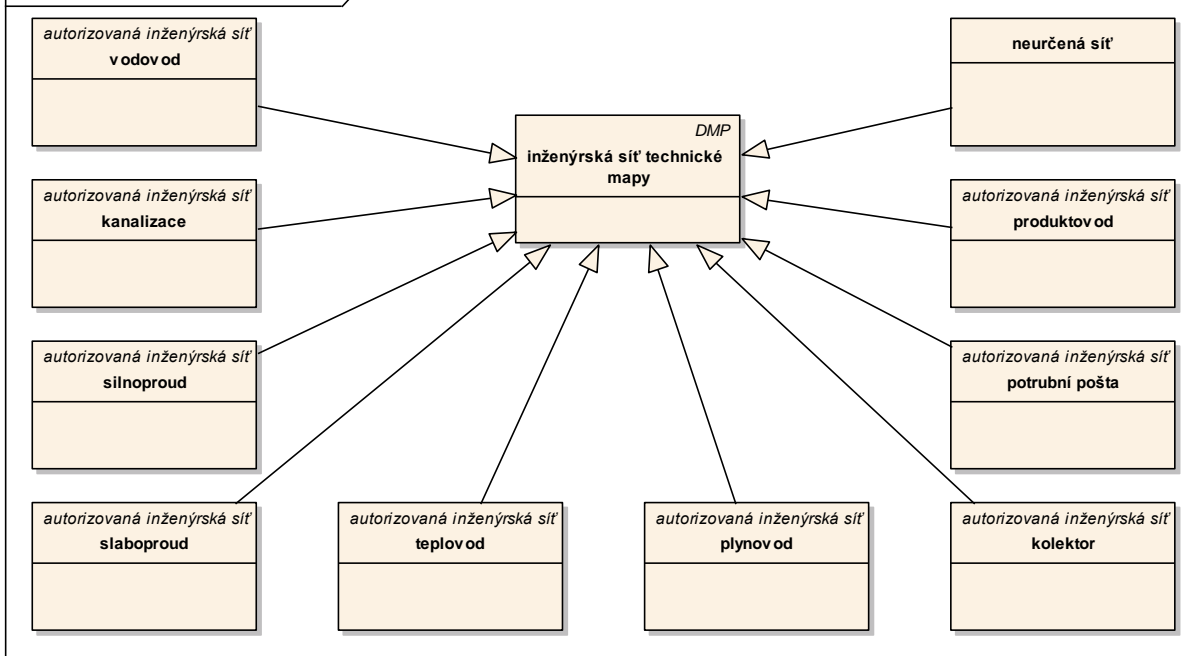 autorizovaná inženýrská síť
vodovod
neurčená síť
DMP
inženýrská síť technické
mapy
autorizovaná inženýrská síť
kanalizace
autorizovaná inženýrská síť
produktovod
autorizovaná inženýrská síť
silnoproud
autorizovaná inženýrská síť
potrubní pošta
autorizovaná inženýrská síť
slaboproud
autorizovaná inženýrská síť
teplovod
autorizovaná inženýrská síť
plynovod
autorizovaná inženýrská síť
kolektor